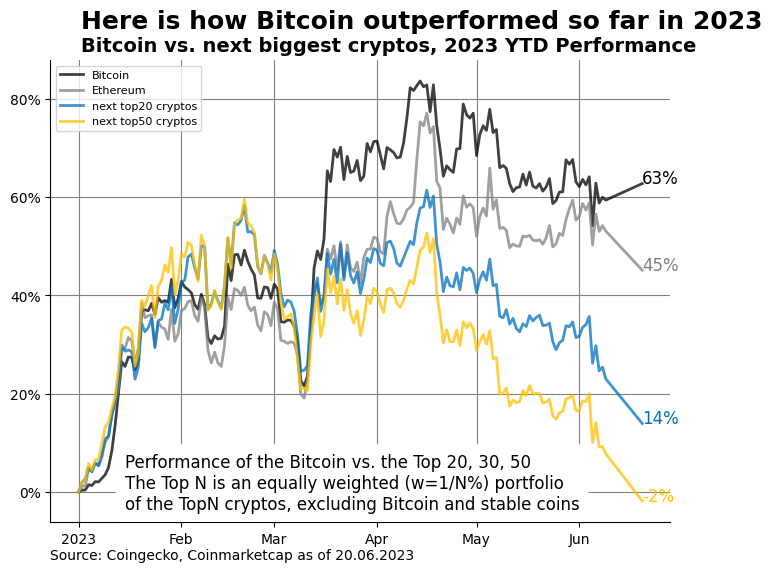 Here is how Bitcoin outperformed so far in 2023
Bitcoin vs. next biggest cryptos, 2023 YTD Performance
Bitcoin
Ethereum
next top20 cryptos
next top50 cryptos
80%
60%
40%
20%
0%
63%
45%
14%
-2%
Performance of the Bitcoin vs. the Top 20, 30, 50
The Top N is an equally weighted (w=1/N%) portfolio
of the TopN cryptos, excluding Bitcoin and stable coins
2023 Feb Mar Apr May Jun
Source: Coingecko, Coinmarketcap as of 20.06.2023